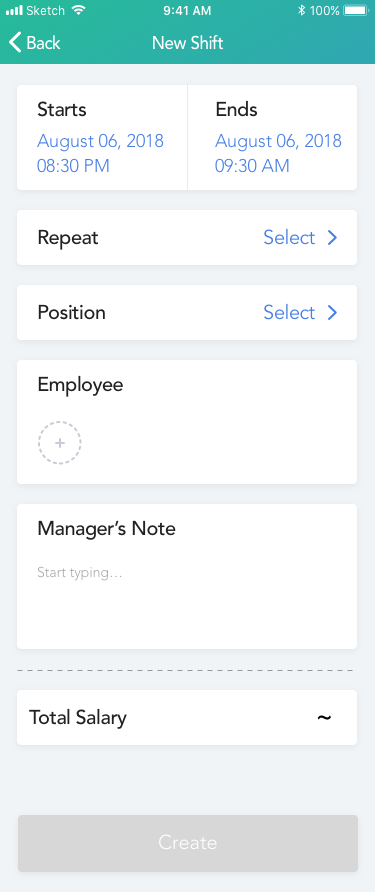 Sketch 9:41 AM 100%
Back New Shift
Starts Ends
August 06, 2018 August 06, 2018
08:30 PM 09:30 AM
Repeat Select
Position Select
Employee
+
Manager’s Note
Start typing…
Total Salary ~
Create